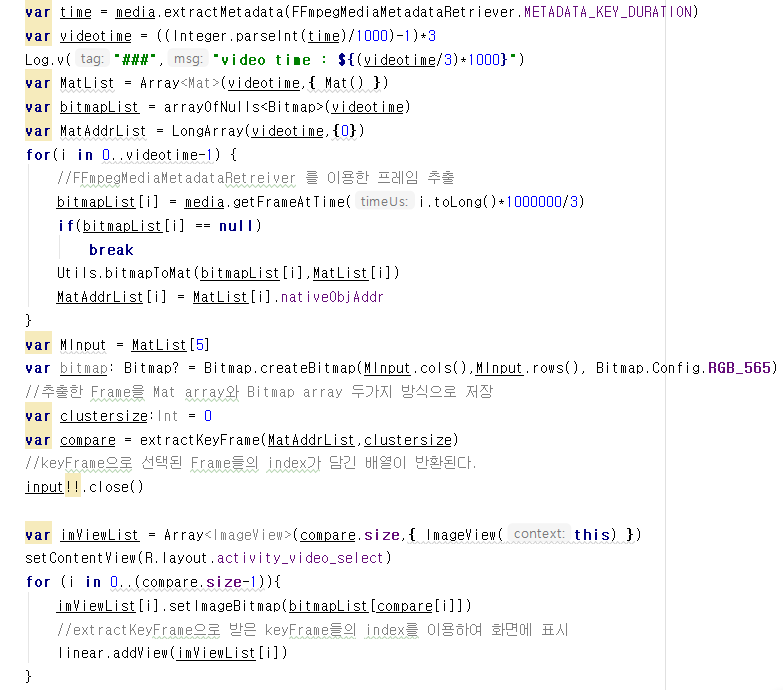 var time = media.extractMetadata(FFmpegMediaMetadataRetriever.METADATA_KEY_DURATION)
var videotime = ((Integer.parseInt(time)/1000)-1)*3
Log.v( tag: "###", msg: "video time : ${(videotime/3)*1000}")
var MatList = Array<Mat>(videotime,{ Mat() })
var bitmapList = arrayOfNulls<Bitmap>(videotime)
var MatAddrList = LongArray(videotime,{0})
for(i in 0..videotime-1) {
//FFmpegMediaMetadataRetreiver 를 이용한 프레임 추출
bitmapList[i] = media.getFrameAtTime( timeUs: i.toLong()*1000000/3)
if(bitmapList[i] == null)
break
Utils.bitmapToMat(bitmapList[i],MatList[i])
MatAddrList[i] = MatList[i].nativeObjAddr
}
var MInput = MatList[5]
var bitmap: Bitmap? = Bitmap.createBitmap(MInput.cols(),MInput.rows(), Bitmap.Config.RGB_565)
//추출한 Frame을 Mat array와 Bitmap array 두가지 방식으로 저장
var clustersize:Int = 0
var compare = extractKeyFrame(MatAddrList,clustersize)
//keyFrame으로 선택된 Frame들의 index가 담긴 배열이 반환된다.
input!!.close()
var imViewList = Array<ImageView>(compare.size,{ ImageView( context: this) })
setContentView(R.layout.activity_video_select)
for (i in 0..(compare.size-1)){
imViewList[i].setImageBitmap(bitmapList[compare[i]])
//extractKeyFrame으로 받은 keyFrame들의 index를 이용하여 화면에 표시
linear.addView(imViewList[i])
}